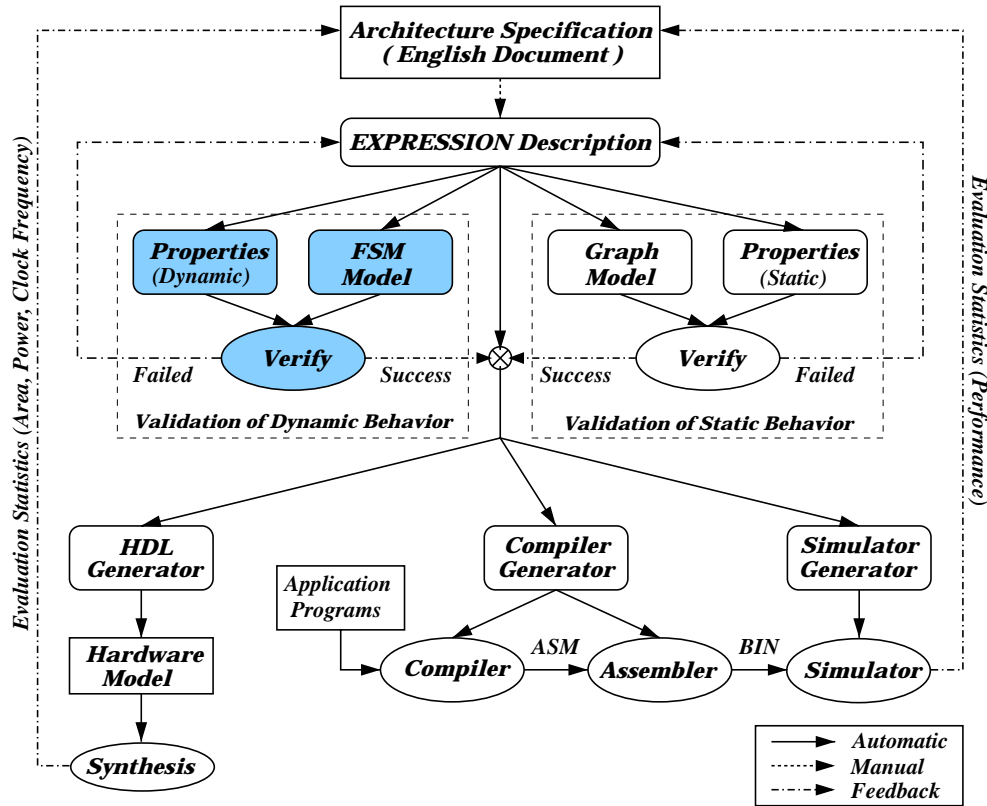 Architecture Specification
( English Document )
EXPRESSION Description
Evaluation Statistics (Area, Power, Clock Frequency)
Evaluation Statistics (Performance)
Properties
(Dynamic)
FSM
Model
Graph
Model
Properties
(Static)
Verify
Failed
Success
Validation of Dynamic Behavior
Verify
Success
Failed
Validation of Static Behavior
HDL
Generator
Compiler
Generator
Simulator
Generator
Application
Programs
Hardware
Model
Compiler
ASM
Assembler
BIN
Simulator
Synthesis
Automatic
Manual
Feedback